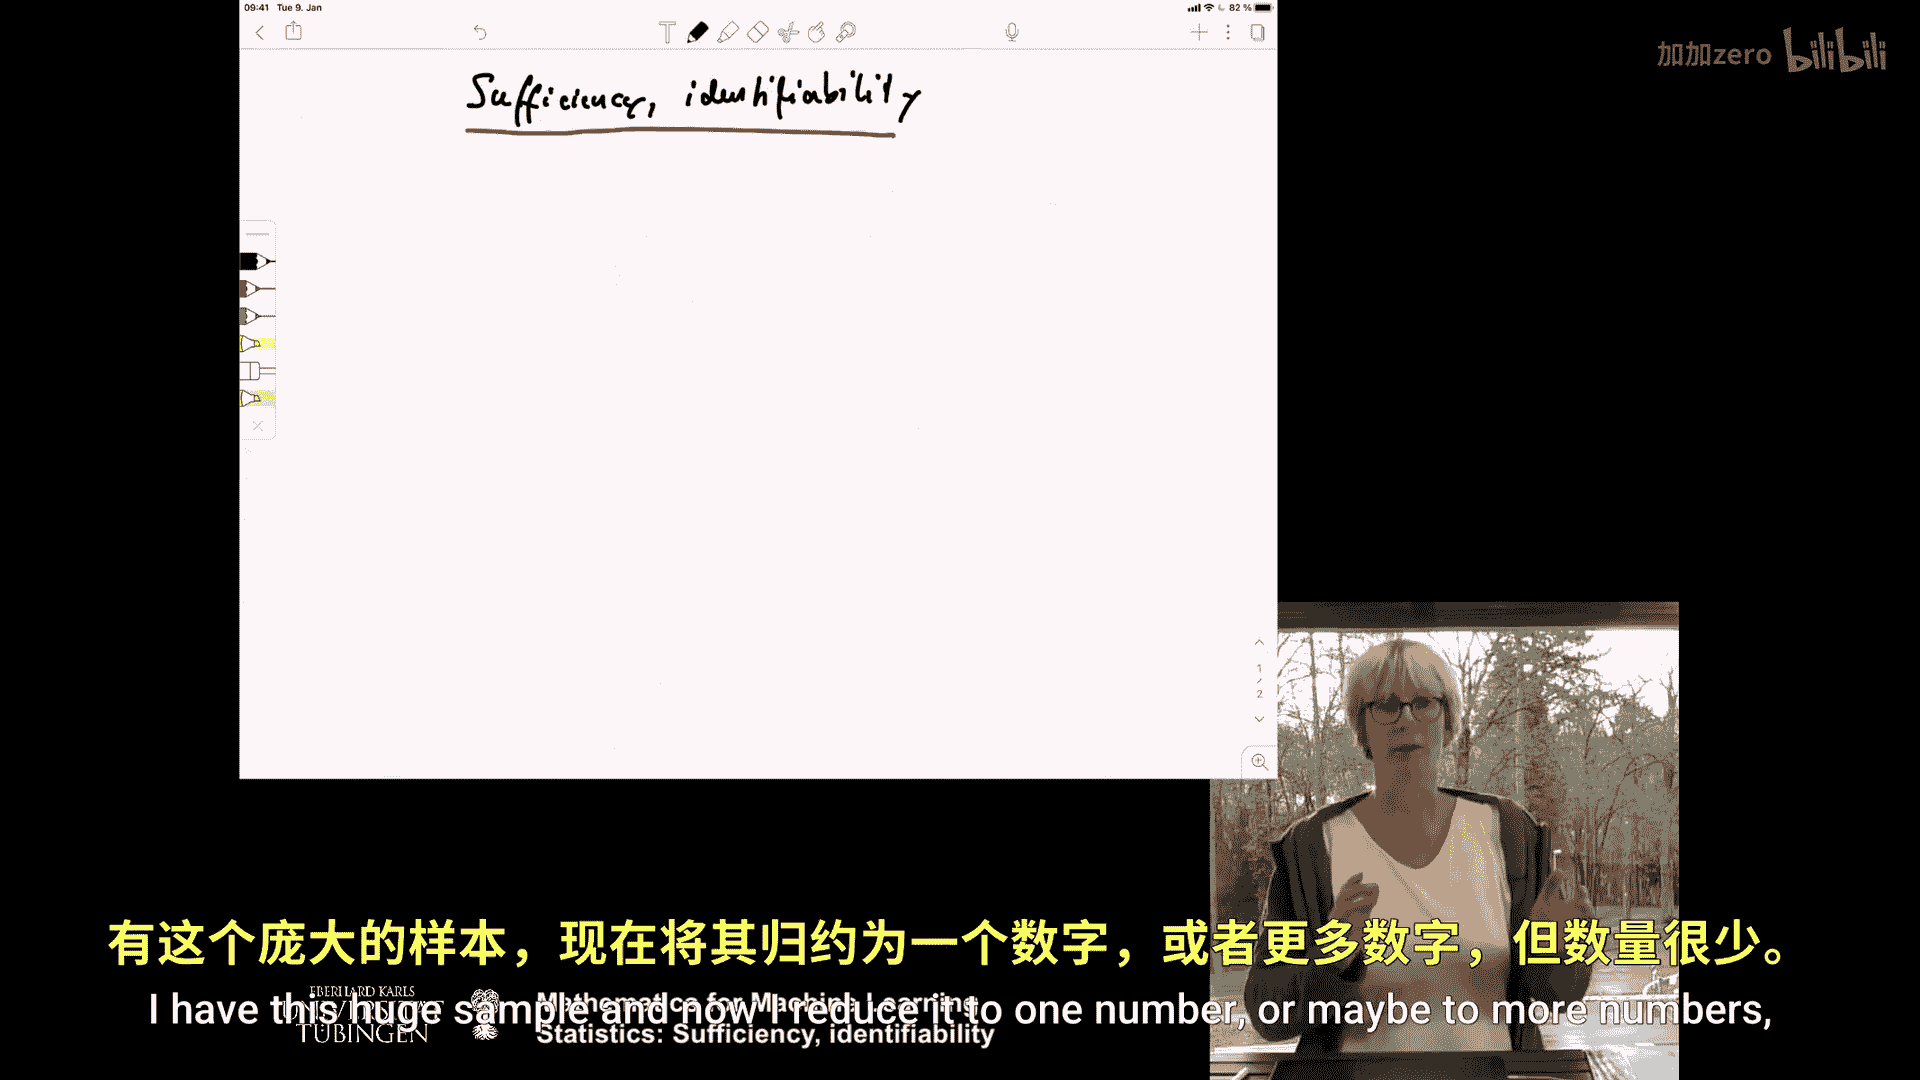 09:41 Tue 9. Jan
82 %
加加zero bilibili
Sufficiency, identifiability
1
/
2
有这个庞大的样本，现在将其归约为一个数字，或者更多数字，但数量很少。
I have this huge sample and now I reduce it to one number, or maybe to more numbers,
EBERHARD KARLS
UNIVERSITÄT
TÜBINGEN
Mathematics for Machine Learning
Statistics: Sufficiency, identifiability